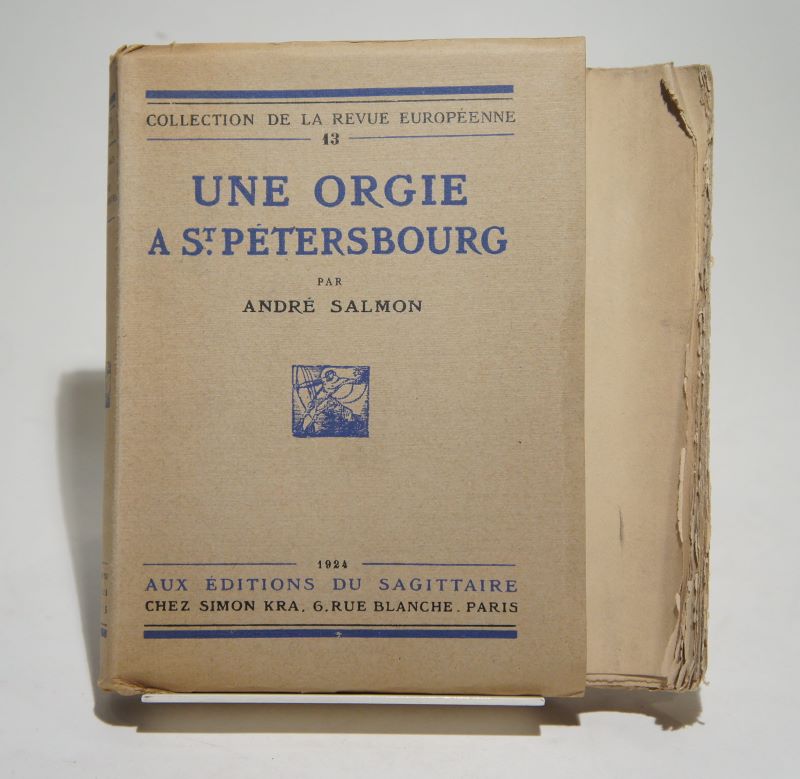 COLLECTION DE LA REVUE EUROPÉENNE
13
UNE ORGIE
A ST. PÉTERSBOURG
PAR
ANDRÉ SALMON
1924
AUX ÉDITIONS DU SAGITTAIRE
CHEZ SIMON KRA, 6, RUE BLANCHE. PARIS